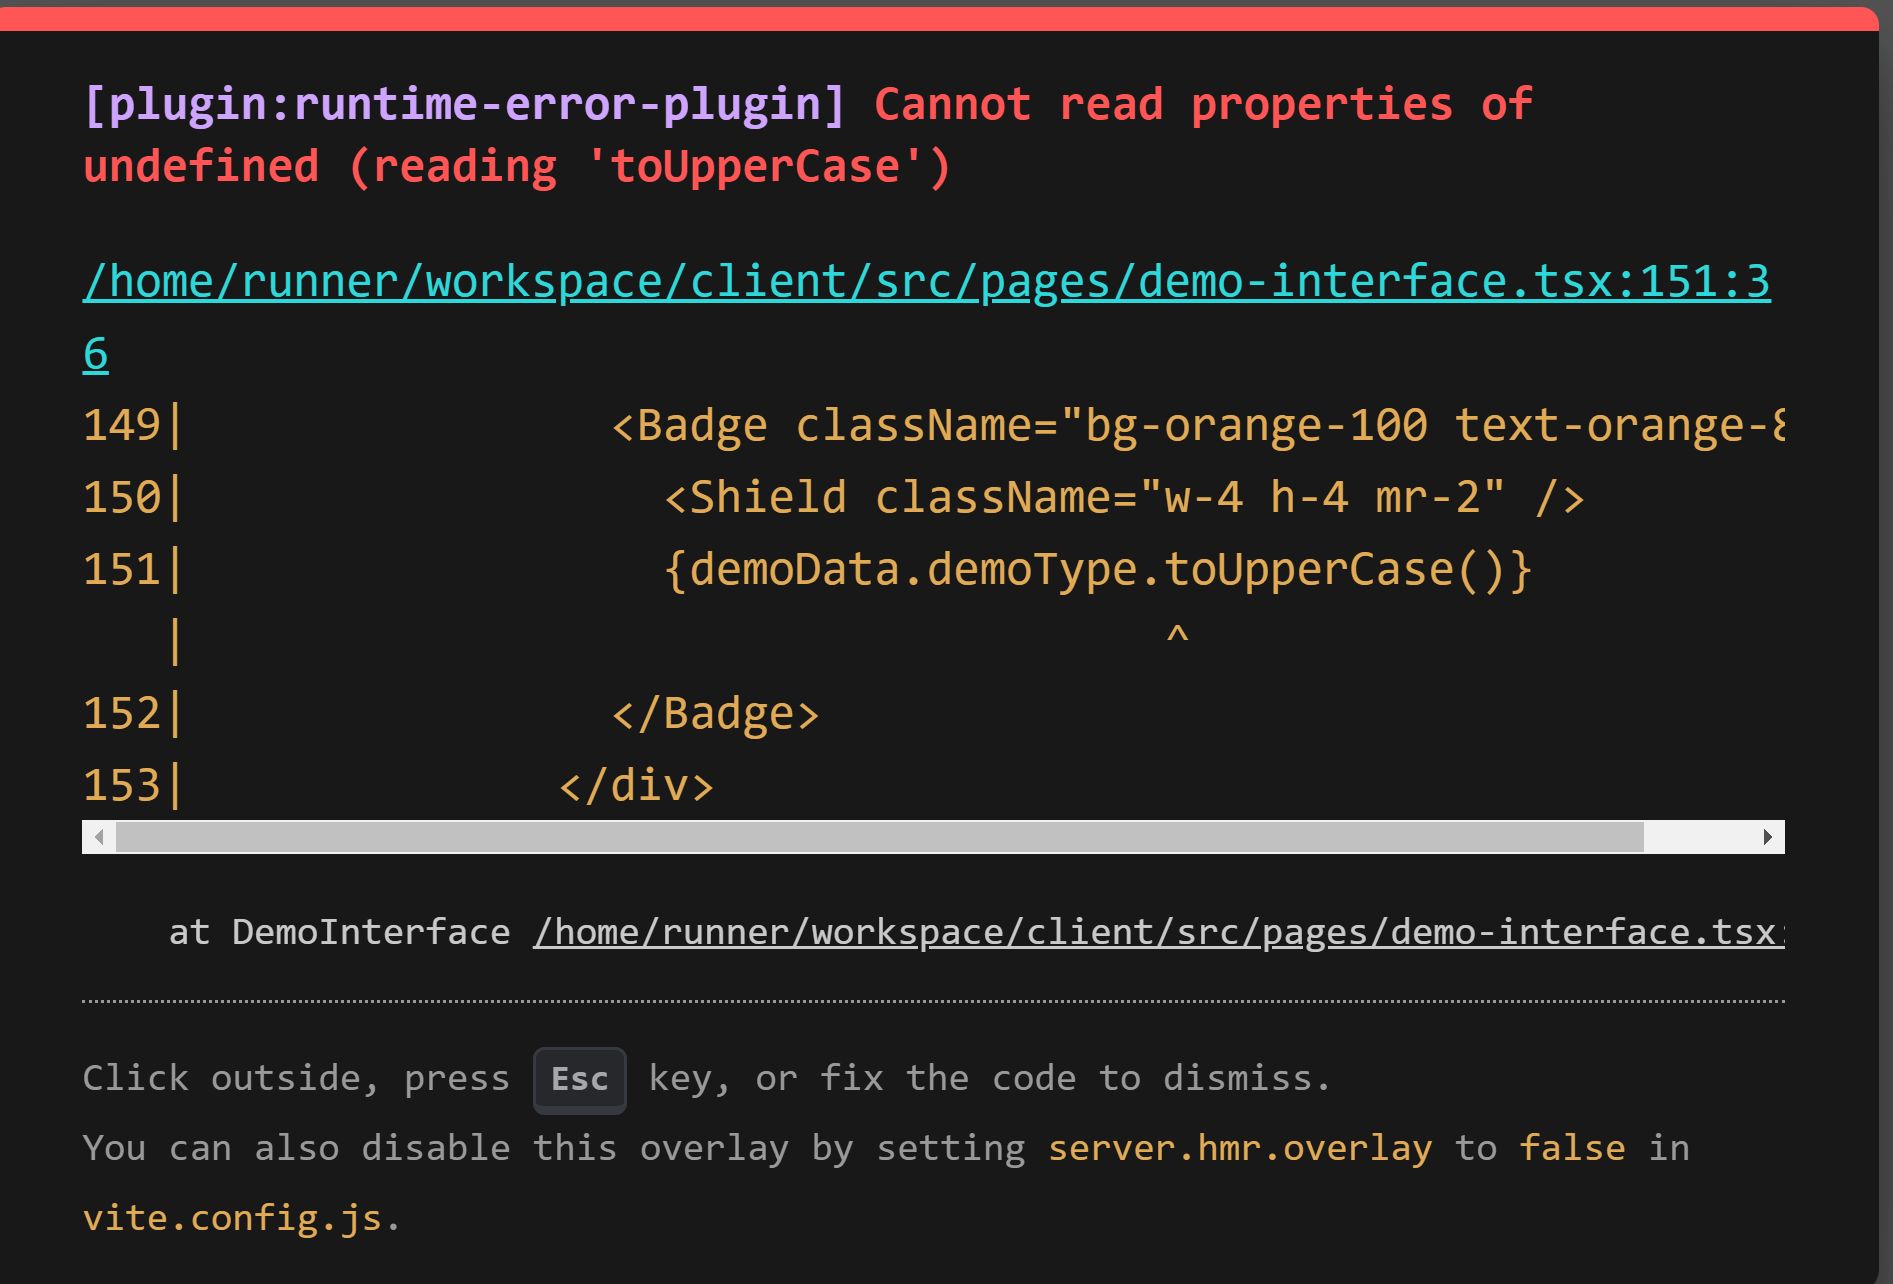 [plugin:runtime-error-plugin] Cannot read properties of
undefined (reading 'toUpperCase')
/home/runner/workspace/client/src/pages/demo-interface.tsx:151:3
6
149|                <Badge className="bg-orange-100 text-orange-8
150|                  <Shield className="w-4 h-4 mr-2" />
151|                  {demoData.demoType.toUpperCase()}
   |                                     ^
152|                </Badge>
153|              </div>
at DemoInterface /home/runner/workspace/client/src/pages/demo-interface.tsx:
Click outside, press Esc key, or fix the code to dismiss.
You can also disable this overlay by setting server.hmr.overlay to false in
vite.config.js.